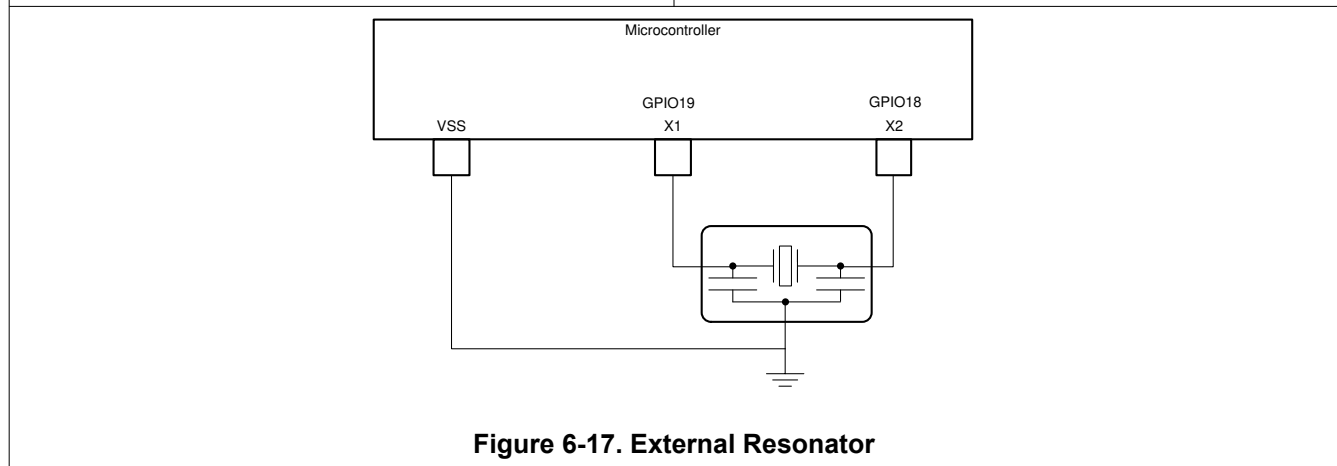 Microcontroller
GPIO19 GPIO18
VSS X1 X2
Figure 6-17. External Resonator